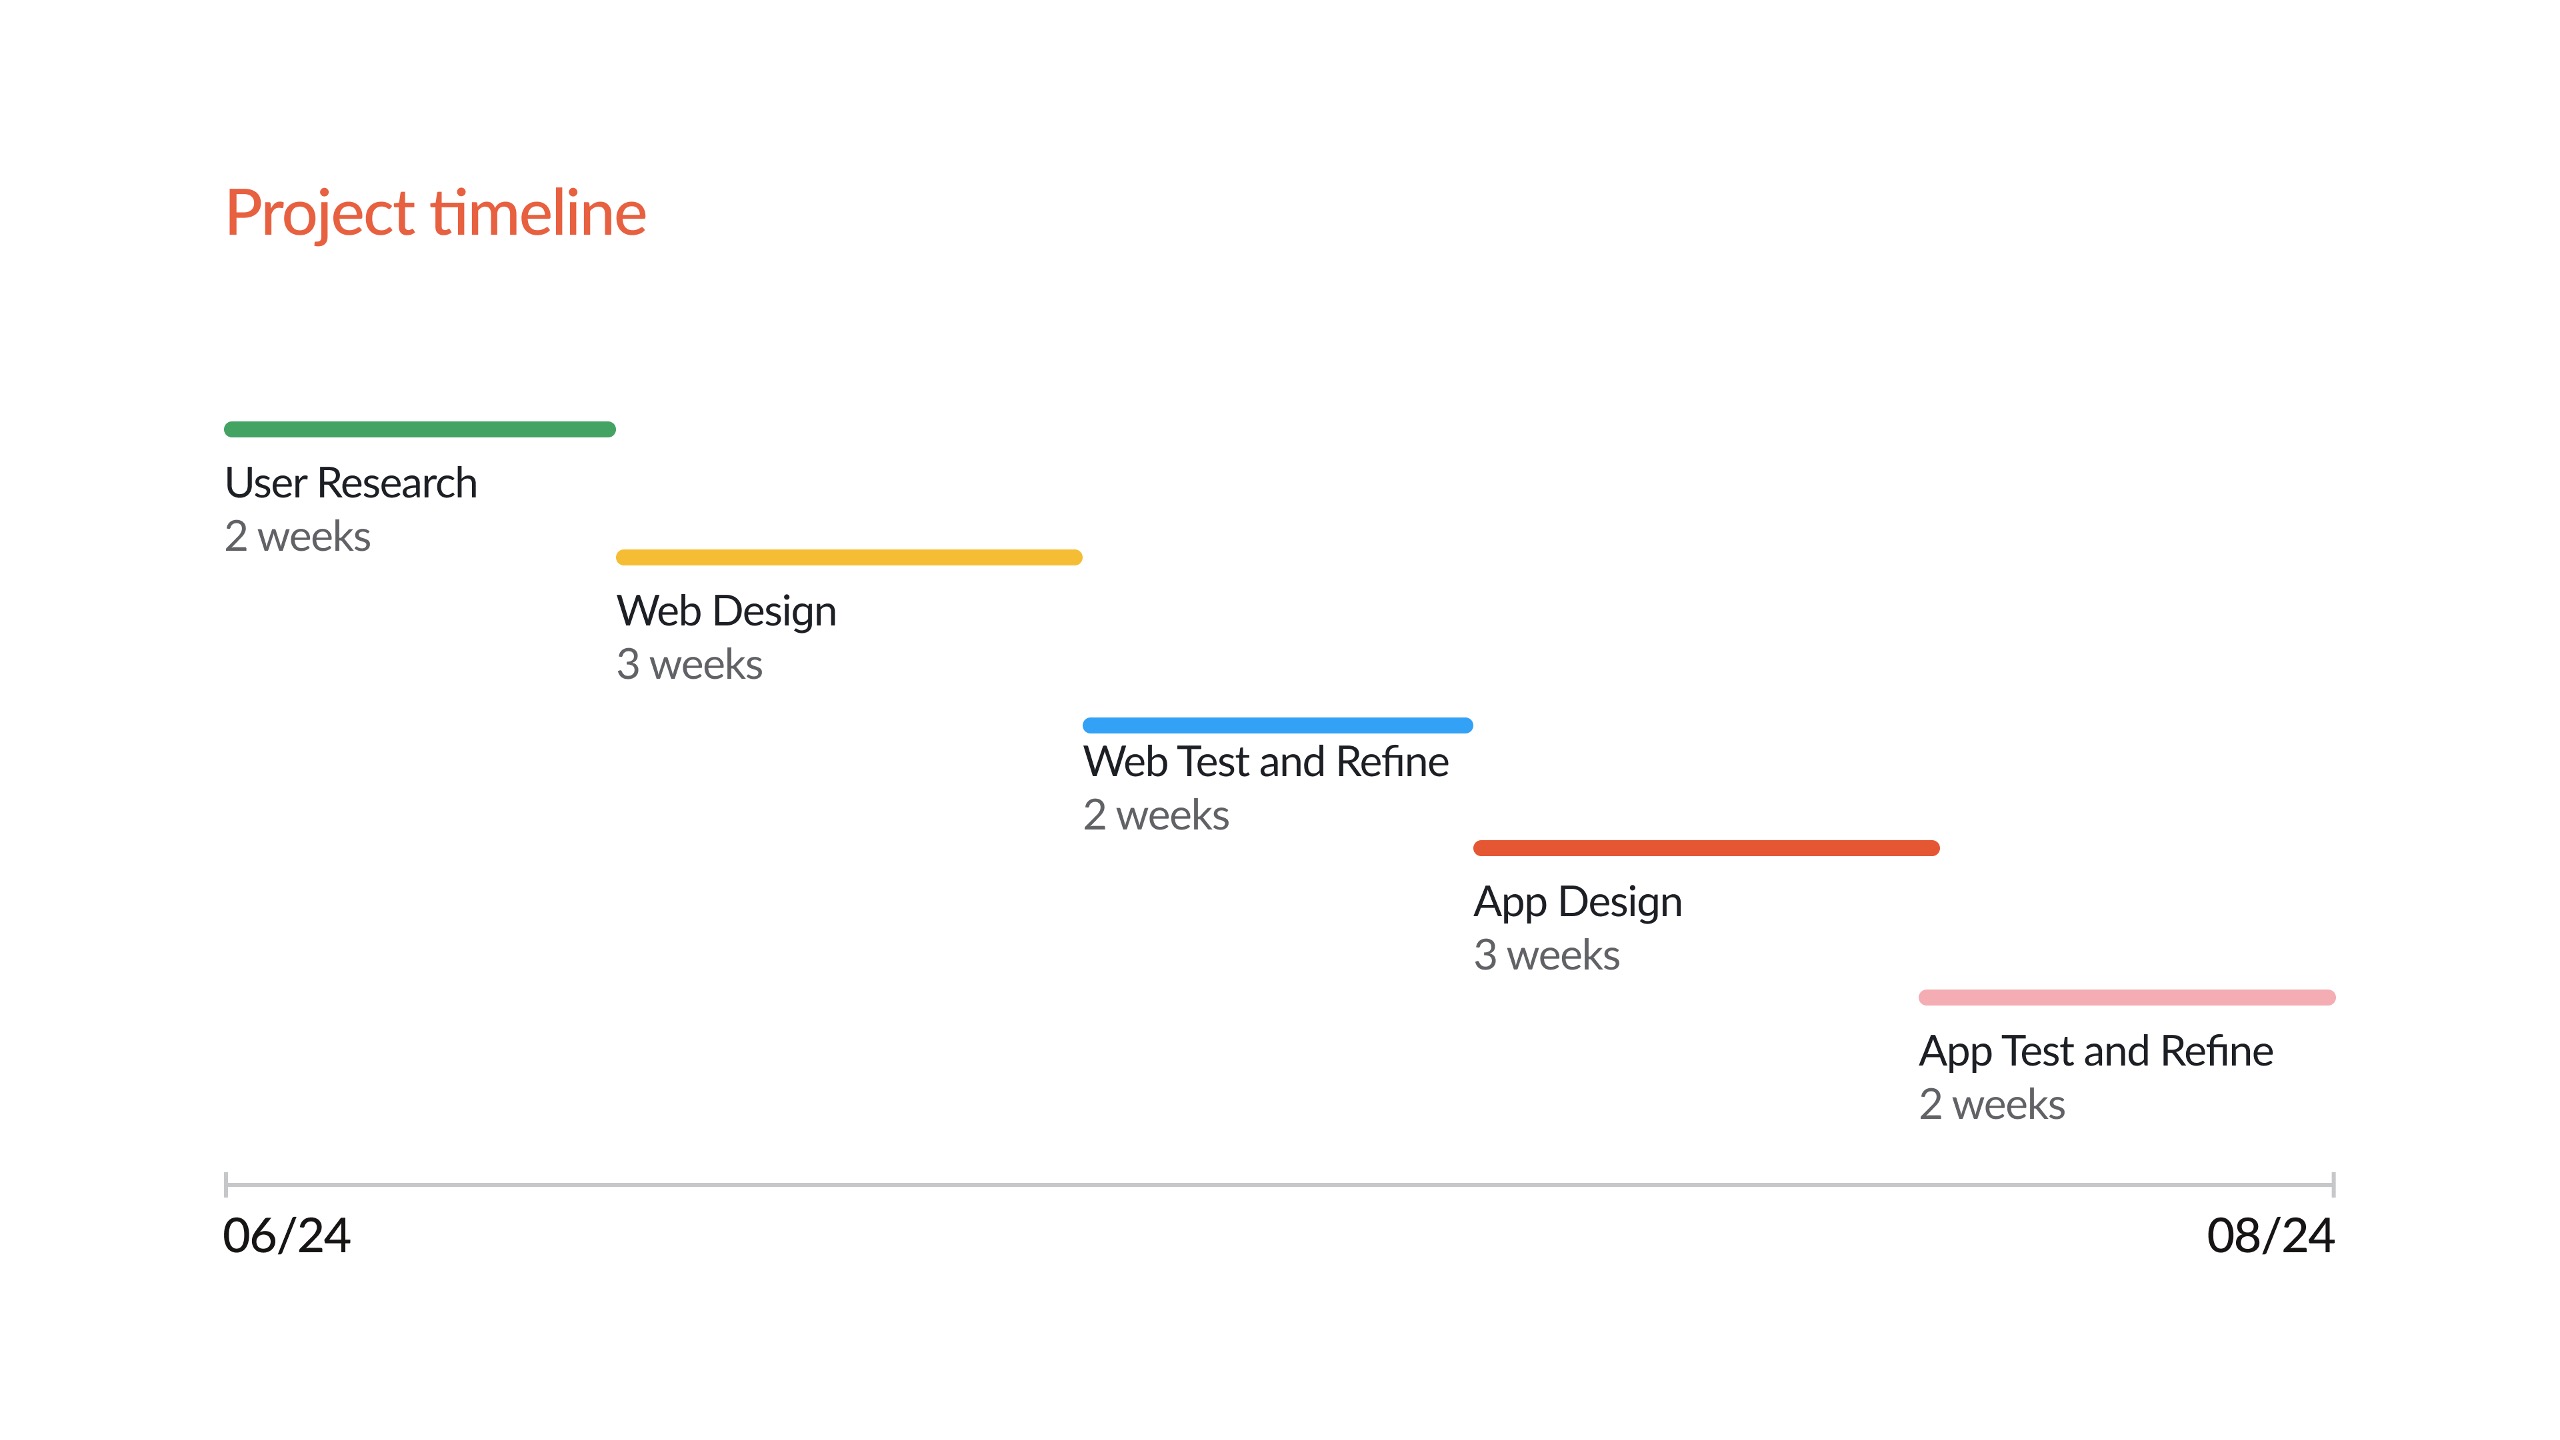 Project timeline
User Research
2 weeks
Web Design
3 weeks
Web Test and Refine
2 weeks
App Design
3 weeks
App Test and Refine
2 weeks
06/24
08/24